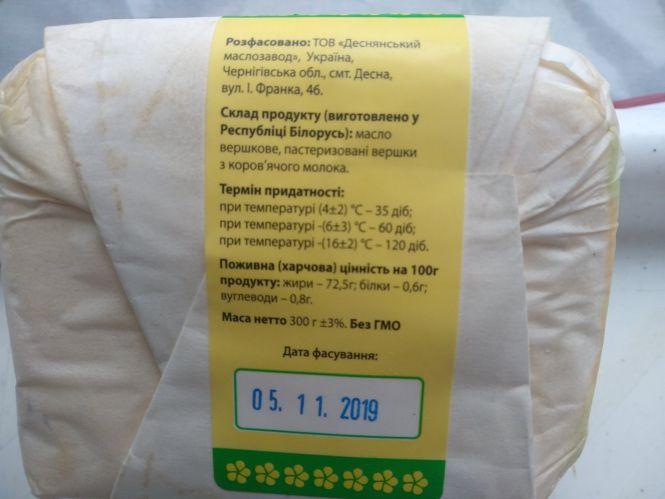 Розфасовано: ТОВ «Деснянський
маслозавод», Україна,
Чернігівська обл., смт. Десна,
вул. І. Франка, 46.
Склад продукту (виготовлено у
Республіці Білорусь): масло
вершкове, пастеризовані вершки
з коров’ячого молока.
Термін придатності:
при температурі (4±2) °С – 35 діб;
при температурі -(6±3) °С – 60 діб;
при температурі -(16±2) °С – 120 діб.
Поживна (харчова) цінність на 100г
продукту: жири – 72,5г; білки – 0,6г;
вуглеводи – 0,8г.
Маса нетто 300 г ±3%. Без ГМО
Дата фасування:
05. 11. 2019